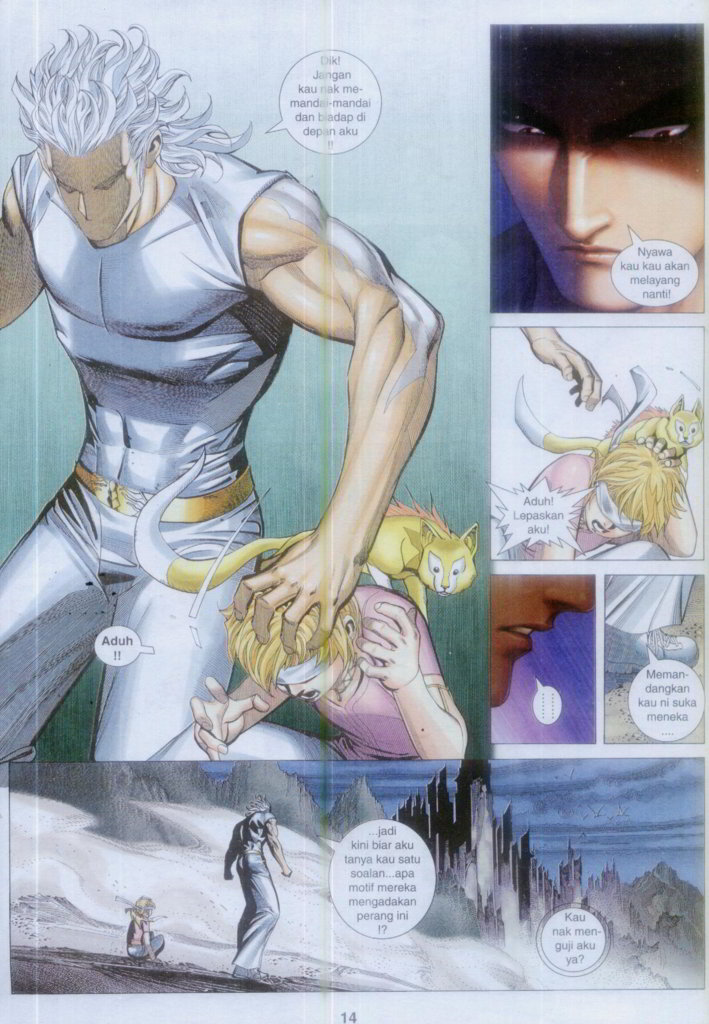 Dik!
Jangan
kau nak me-
mandai-mandai
dan biadap di
depan aku
!!
Aduh
!!
Nyawa
kau kau akan
melayang
nanti!
Aduh!
Lepaskan
aku!
Meman-
dangkan
kau ni suka
meneka
....
...jadi
kini biar aku
tanya kau satu
soalan...apa
motif mereka
mengadakan
perang ini
!?
Kau
nak men-
guji aku
ya?
14